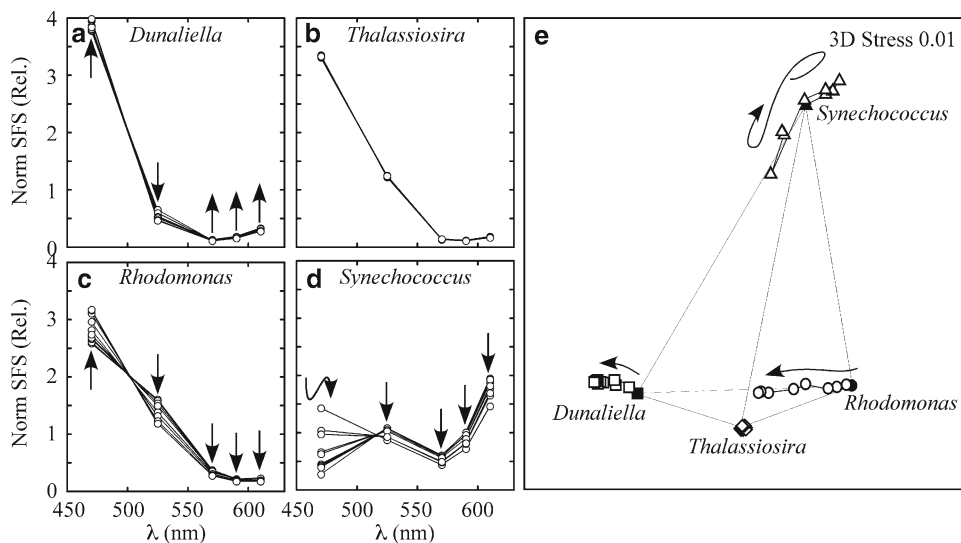 a Dunaliella
b Thalassiosira
4
3
2
1
0
Norm SFS (Rel.)
c Rhodomonas
d Synechococcus
4
3
2
1
0
Norm SFS (Rel.)
450 500 550 600
450 500 550 600
λ (nm)
λ (nm)
e
3D Stress 0.01
Synechococcus
Dunaliella
Rhodomonas
Thalassiosira